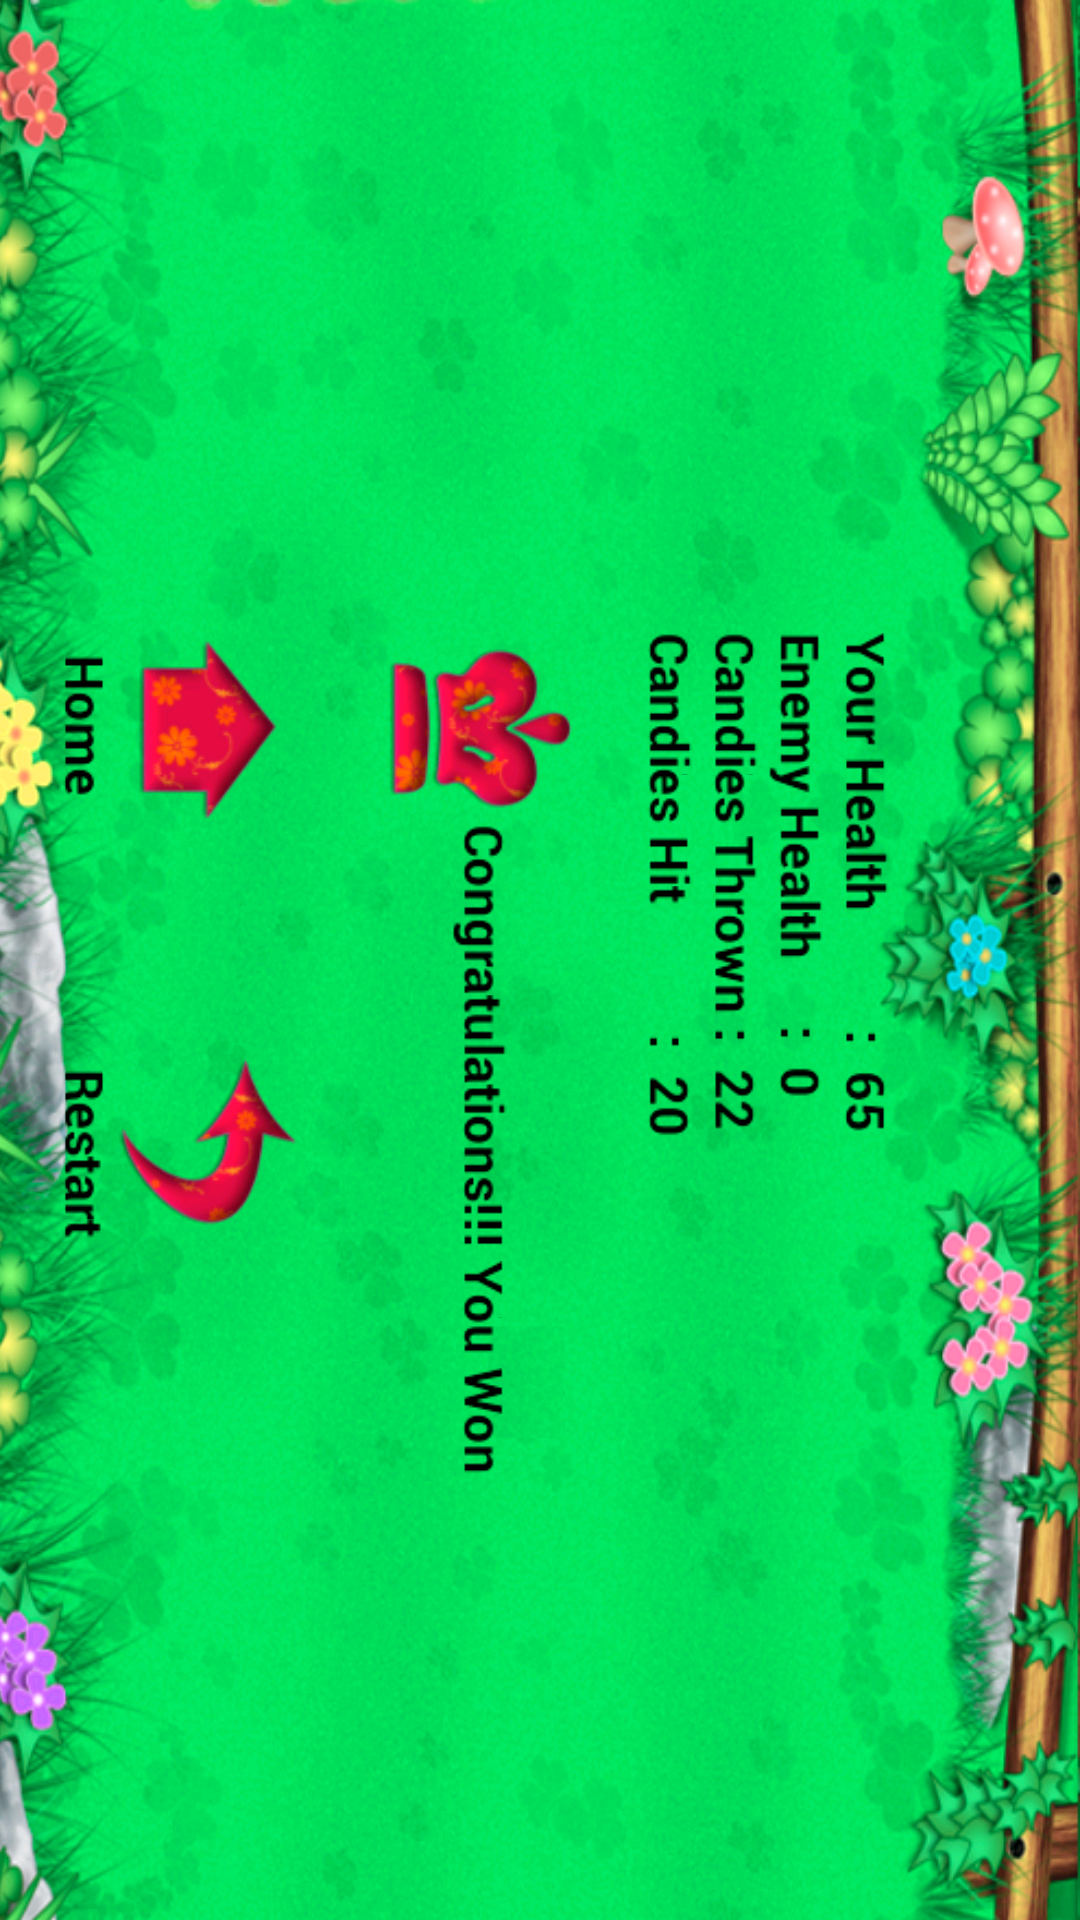 Your Health : 65
Enemy Health : 0
Candies Thrown : 22
Candies Hit : 20
Congratulations!!! You Won
Home
Restart